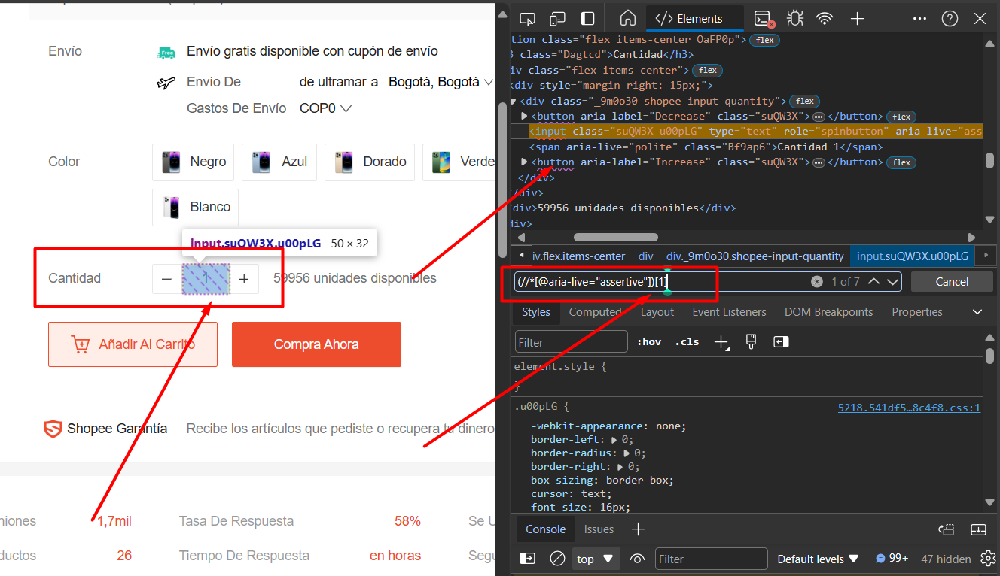 Envío
Free
Envío gratis disponible con cupón de envío
Envío De
de ultramar a
Bogotá, Bogotá
Gastos De Envío
COP0
Color
Negro
Azul
Dorado
Verde
Blanco
input.suQW3X.u00pLG 50 × 32
Cantidad
1
59956 unidades disponibles
Añadir Al Carrito
Compra Ahora
Shopee Garantía
Recibe los artículos que pediste o recupera tu dinero
niones
1,7mil
Tasa De Respuesta
58%
Se U
ductos
26
Tiempo De Respuesta
en horas
Segu
Elements
tion class="flex items-center OaFP0p"> flex
3 class="Dagtcd">Cantidad</h3>
iv class="flex items-center"> flex
<div style="margin-right: 15px;">
<div class="_9m0o30 shopee-input-quantity"> flex
<button aria-label="Decrease" class="suQW3X"> ••• </button> flex
<input class="suQW3X u00pLG" type="text" role="spinbutton" aria-live="ass
<span aria-live="polite" class="Bf9ap6">Cantidad 1</span>
<button aria-label="Increase" class="suQW3X"> ••• </button> flex
</div>
/div>
div>59956 unidades disponibles</div>
div>
iv.flex.items-center div div._9m0o30.shopee-input-quantity input.suQW3X.u00pLG
(//*[@aria-live="assertive"])[1]
1 of 7
Cancel
Styles Computed Layout Event Listeners DOM Breakpoints Properties
Filter
:hov .cls
element.style {
}
.u00pLG {
5218.541df5…8c4f8.css:1
-webkit-appearance: none;
border-left: 0;
border-radius: 0;
border-right: 0;
box-sizing: border-box;
cursor: text;
font-size: 16px;
Console Issues
top
Filter
Default levels
99+
47 hidden